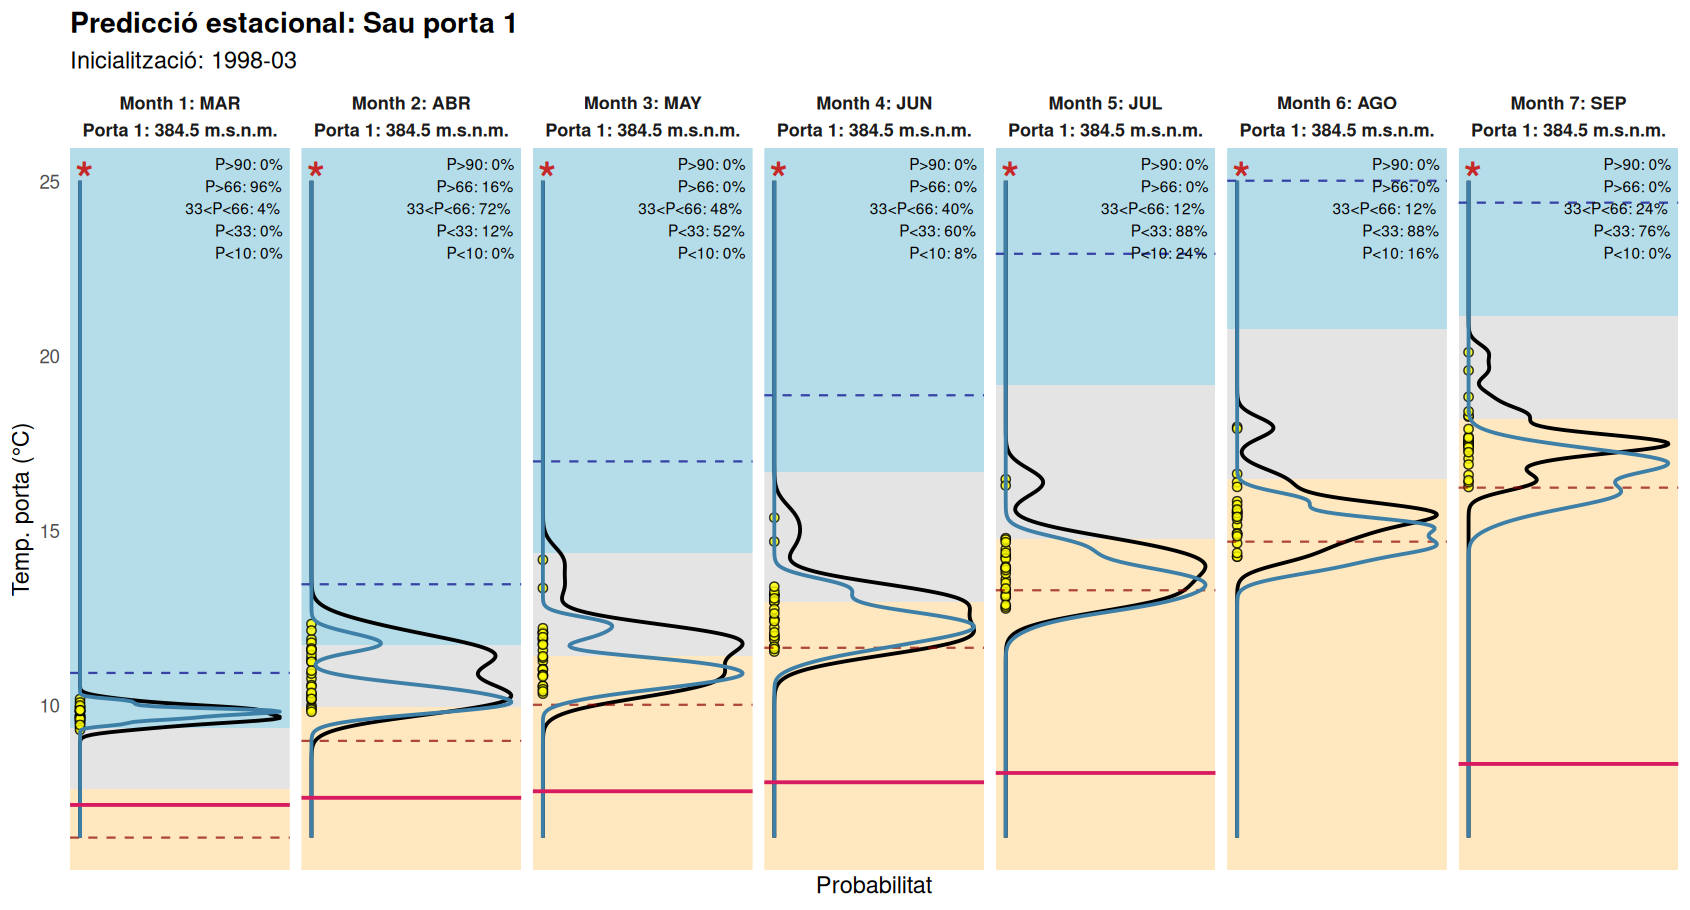 Predicció estacional: Sau porta 1
Inicialització: 1998-03
Month 1: MAR
Porta 1: 384.5 m.s.n.m.
Month 2: ABR
Porta 1: 384.5 m.s.n.m.
Month 3: MAY
Porta 1: 384.5 m.s.n.m.
Month 4: JUN
Porta 1: 384.5 m.s.n.m.
Month 5: JUL
Porta 1: 384.5 m.s.n.m.
Month 6: AGO
Porta 1: 384.5 m.s.n.m.
Month 7: SEP
Porta 1: 384.5 m.s.n.m.
*
P>90: 0%
P>66: 96%
33<P<66: 4%
P<33: 0%
P<10: 0%
*
P>90: 0%
P>66: 16%
33<P<66: 72%
P<33: 12%
P<10: 0%
*
P>90: 0%
P>66: 0%
33<P<66: 48%
P<33: 52%
P<10: 0%
*
P>90: 0%
P>66: 0%
33<P<66: 40%
P<33: 60%
P<10: 8%
*
P>90: 0%
P>66: 0%
33<P<66: 12%
P<33: 88%
P<10: 24%
*
P>90: 0%
P>66: 0%
33<P<66: 12%
P<33: 88%
P<10: 16%
*
P>90: 0%
P>66: 0%
33<P<66: 24%
P<33: 76%
P<10: 0%
25
20
15
10
Temp. porta (°C)
Probabilitat